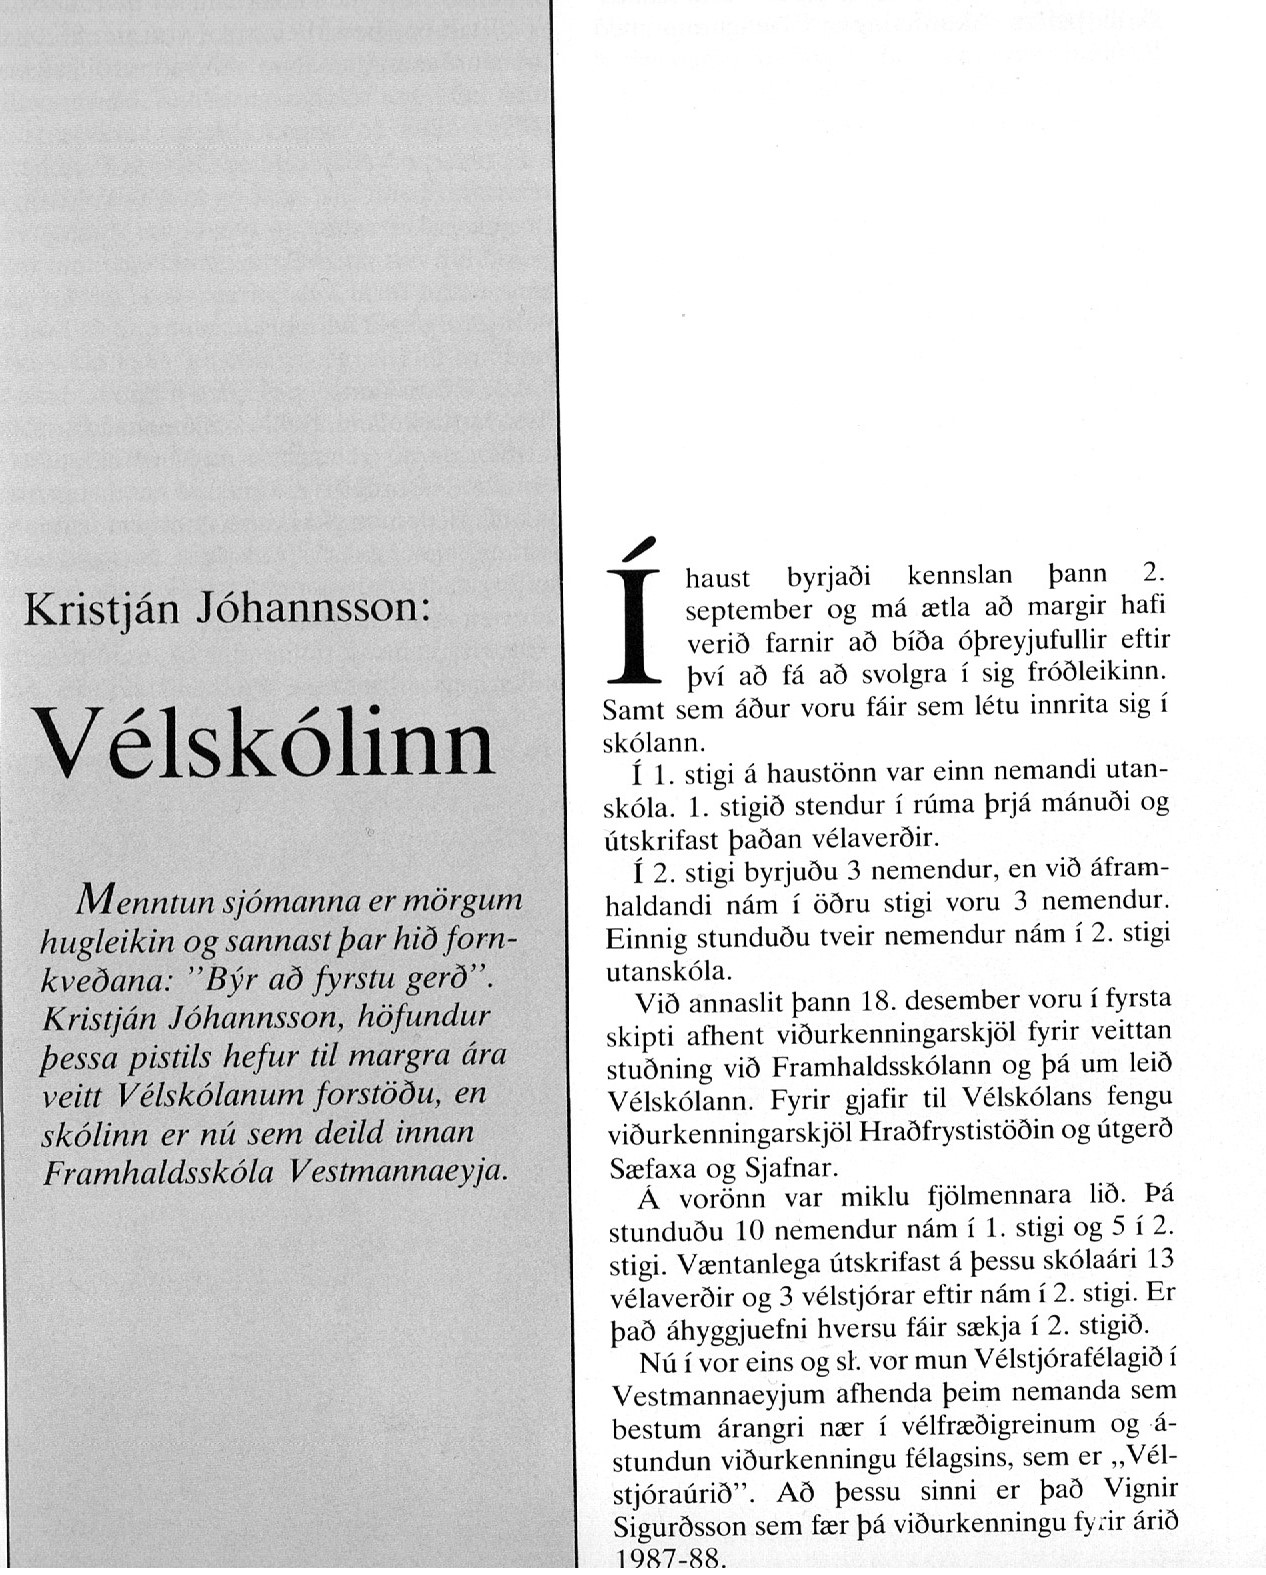 Kristján Jóhannsson:
Vélskólinn
Menntun sjómanna er mörgum
hugleikin og sannast þar hið forn-
kveðana: ”Býr að fyrstu gerð”.
Kristján Jóhannsson, höfundur
þessa pistils hefur til margra ára
veitt Vélskólanum forstöðu, en
skólinn er nú sem deild innan
Framhaldsskóla Vestmannaeyja.
Í haust byrjaði kennslan þann 2.
september og má ætla að margir hafi
verið farnir að bíða óþreyjufullir eftir
því að fá að svolgra í sig fróðleikinn.
Samt sem áður voru fáir sem létu innrita sig í
skólann.
Í 1. stigi á haustönn var einn nemandi utan-
skóla. 1. stigið stendur í rúma þrjá mánuði og
útskrifast þaðan vélaverðir.
Í 2. stigi byrjuðu 3 nemendur, en við áfram-
haldandi nám í öðru stigi voru 3 nemendur.
Einnig stunduðu tveir nemendur nám í 2. stigi
utanskóla.
Við annaslit þann 18. desember voru í fyrsta
skipti afhent viðurkenningarskjöl fyrir veittan
stuðning við Framhaldsskólann og þá um leið
Vélskólann. Fyrir gjafir til Vélskólans fengu
viðurkenningarskjöl Hraðfrystistöðin og útgerð
Sæfaxa og Sjafnar.
Á vorönn var miklu fjölmennara lið. Þá
stunduðu 10 nemendur nám í 1. stigi og 5 í 2.
stigi. Væntanlega útskrifast á þessu skólaári 13
vélaverðir og 3 vélstjórar eftir nám í 2. stigi. Er
það áhyggjuefni hversu fáir sækja í 2. stigið.
Nú í vor eins og sł. vor mun Vélstjórafélagið í
Vestmannaeyjum afhenda þeim nemanda sem
bestum árangri nær í vélfræðigreinum og á-
stundun viðurkenningu félagsins, sem er „Vél-
stjóraúrið”. Að þessu sinni er það Vignir
Sigurðsson sem fær þá viðurkenningu fyrir árið
1987-88.